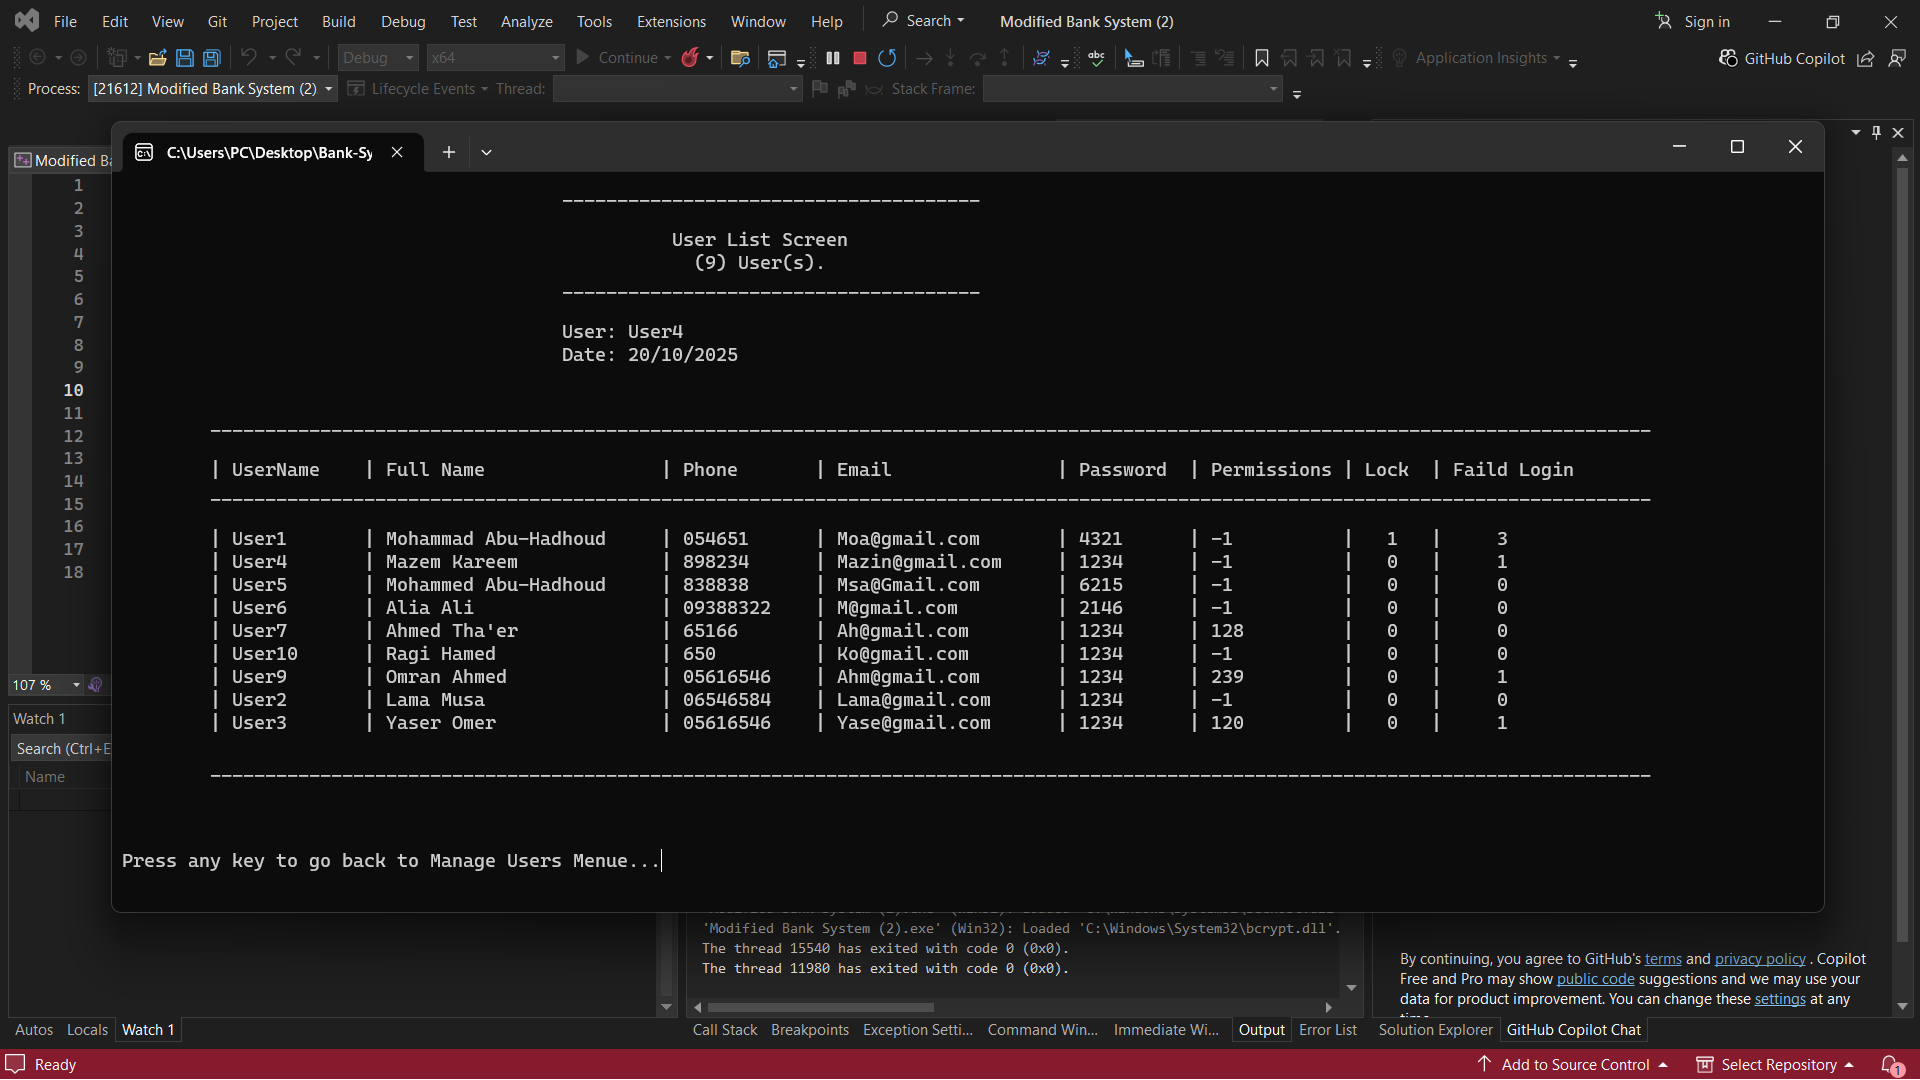 File Edit View Git Project Build Debug Test Analyze Tools Extensions Window Help Search Modified Bank System (2) Sign in
Debug x64 Continue Application Insights GitHub Copilot
Process: [21612] Modified Bank System (2) Lifecycle Events Thread: Stack Frame:
C:\Users\PC\Desktop\Bank-Sy
Modified Ba
1
2
3
4
5
6
7
8
9
10
11
12
13
14
15
16
17
18
107 %
Watch 1
Search (Ctrl+E
Name
--------------------------------------
User List Screen
(9) User(s).
--------------------------------------
User: User4
Date: 20/10/2025
| UserName | Full Name | Phone | Email | Password | Permissions | Lock | Faild Login
| User1 | Mohammad Abu-Hadhoud | 054651 | Moa@gmail.com | 4321 | -1 | 1 | 3
| User4 | Mazem Kareem | 898234 | Mazin@gmail.com | 1234 | -1 | 0 | 1
| User5 | Mohammed Abu-Hadhoud | 838838 | Msa@Gmail.com | 6215 | -1 | 0 | 0
| User6 | Alia Ali | 09388322 | M@gmail.com | 2146 | -1 | 0 | 0
| User7 | Ahmed Tha'er | 65166 | Ah@gmail.com | 1234 | 128 | 0 | 0
| User10 | Ragi Hamed | 650 | Ko@gmail.com | 1234 | -1 | 0 | 0
| User9 | Omran Ahmed | 05616546 | Ahm@gmail.com | 1234 | 239 | 0 | 1
| User2 | Lama Musa | 06546584 | Lama@gmail.com | 1234 | -1 | 0 | 0
| User3 | Yaser Omer | 05616546 | Yase@gmail.com | 1234 | 120 | 0 | 1
Press any key to go back to Manage Users Menue...
'Modified Bank System (2).exe' (Win32): Loaded 'C:\Windows\System32\bcrypt.dll'.
The thread 15540 has exited with code 0 (0x0).
The thread 11980 has exited with code 0 (0x0).
By continuing, you agree to GitHub's terms and privacy policy . Copilot
Free and Pro may show public code suggestions and we may use your
data for product improvement. You can change these settings at any
Autos Locals Watch 1
Call Stack Breakpoints Exception Setti... Command Win... Immediate Wi... Output Error List
Solution Explorer GitHub Copilot Chat
Ready Add to Source Control Select Repository 1